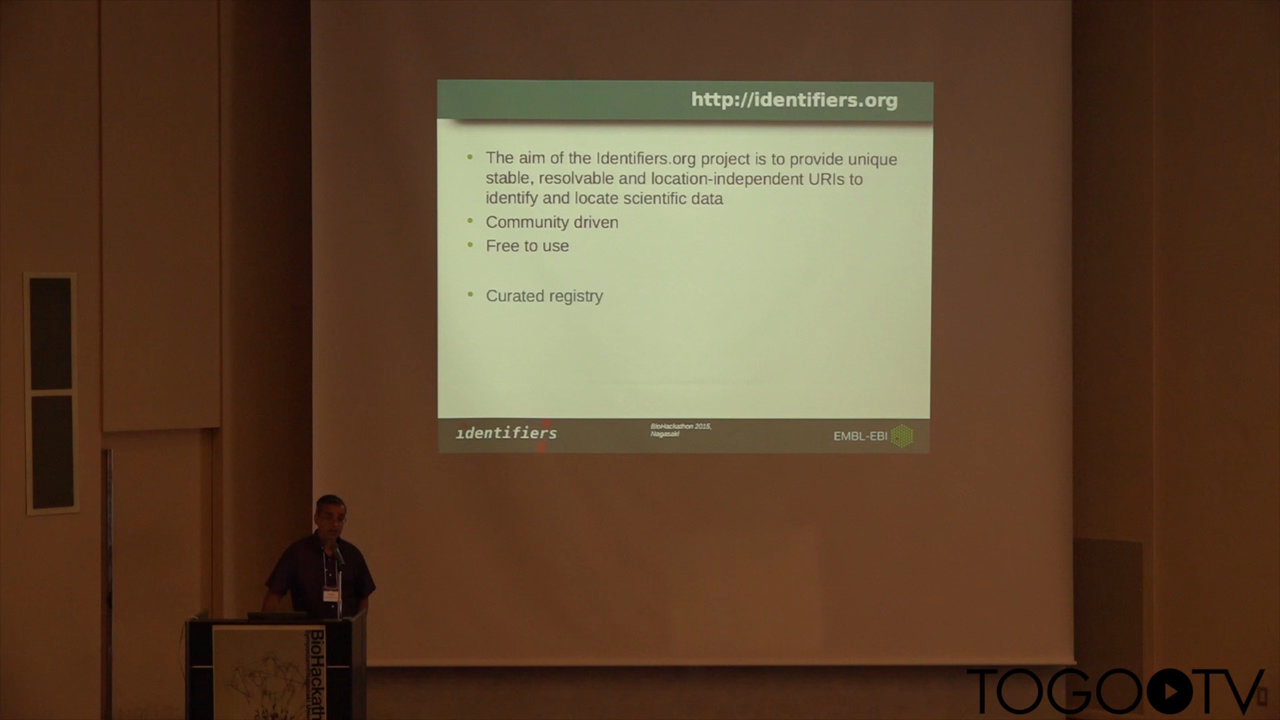 http://identifiers.org
The aim of the Identifiers.org project is to provide unique
stable, resolvable and location-independent URIs to
identify and locate scientific data
Community driven
Free to use
Curated registry
identifiers
BioHackathon 2015,
Nagasaki
EMBL-EBI
BioHackath
TOGO TV